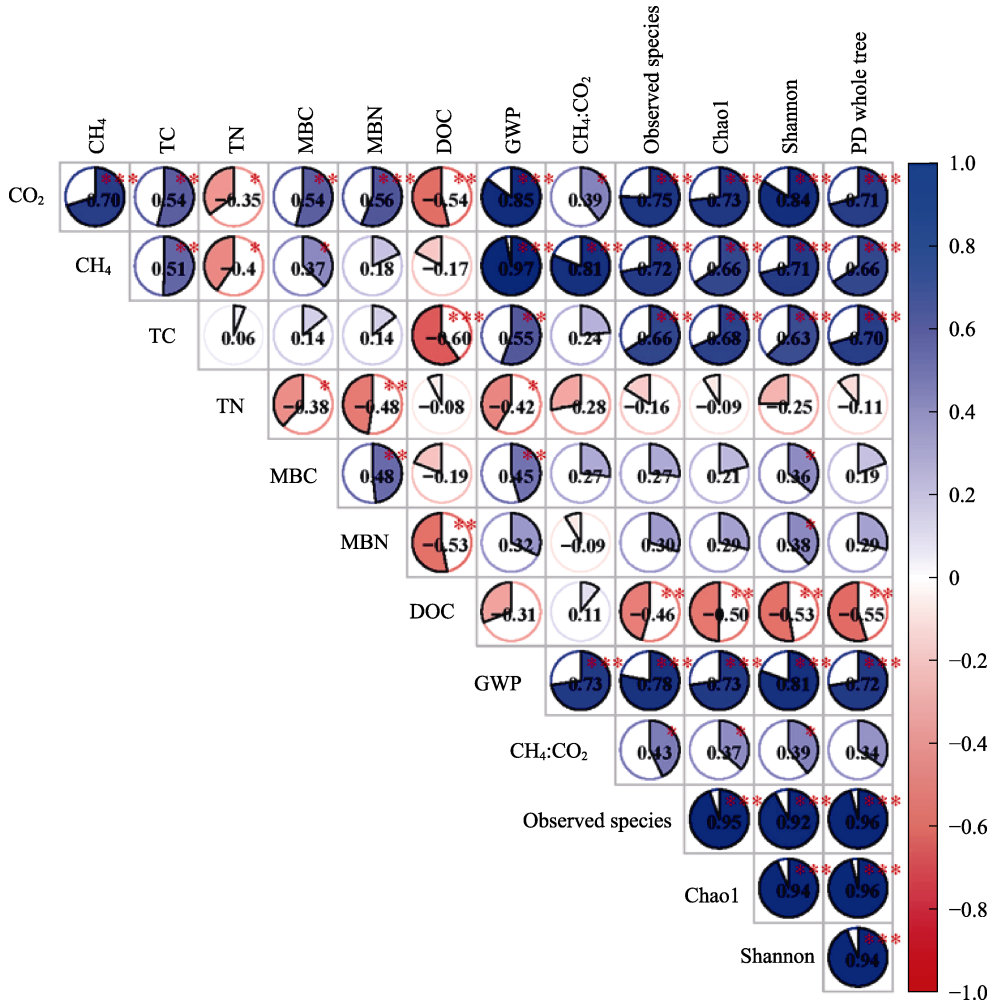 CH₄ TC TN MBC MBN DOC GWP CH₄:CO₂ Observed species Chao1 Shannon PD whole tree
CO₂ 0.70*** 0.54** −0.35* 0.54** 0.56*** −0.54** 0.85*** 0.39* 0.75*** 0.73*** 0.84*** 0.71***
CH₄ 0.51** −0.4* 0.37* 0.18 −0.17 0.97*** 0.81*** 0.72*** 0.66*** 0.71*** 0.66***
TC 0.06 0.14 0.14 −0.60*** 0.55** 0.24 0.66*** 0.68*** 0.63*** 0.70***
TN −0.38* −0.48** −0.08 −0.42* −0.28 −0.16 −0.09 −0.25 −0.11
MBC 0.48** −0.19 0.45** 0.27 0.27 0.21 0.36* 0.19
MBN −0.53** 0.32 −0.09 0.30 0.29 0.38* 0.29
DOC −0.31 0.11 −0.46** −0.50** −0.53** −0.55**
GWP 0.73*** 0.78*** 0.73*** 0.81*** 0.72***
CH₄:CO₂ 0.43* 0.37* 0.39* 0.34
Observed species 0.95*** 0.92*** 0.96***
Chao1 0.94*** 0.96***
Shannon 0.94***
1.0
0.8
0.6
0.4
0.2
0
−0.2
−0.4
−0.6
−0.8
−1.0